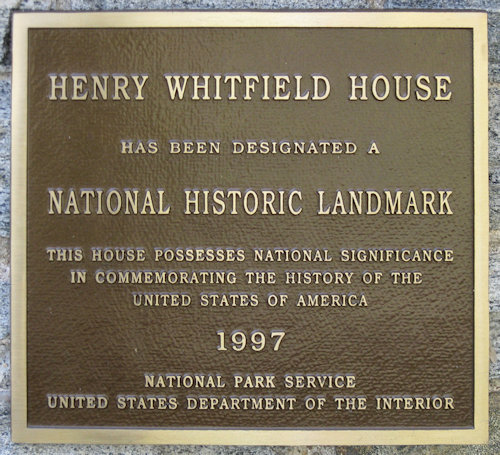 HENRY WHITFIELD HOUSE
HAS BEEN DESIGNATED A
NATIONAL HISTORIC LANDMARK
THIS HOUSE POSSESSES NATIONAL SIGNIFICANCE
IN COMMEMORATING THE HISTORY OF THE
UNITED STATES OF AMERICA
1997
NATIONAL PARK SERVICE
UNITED STATES DEPARTMENT OF THE INTERIOR